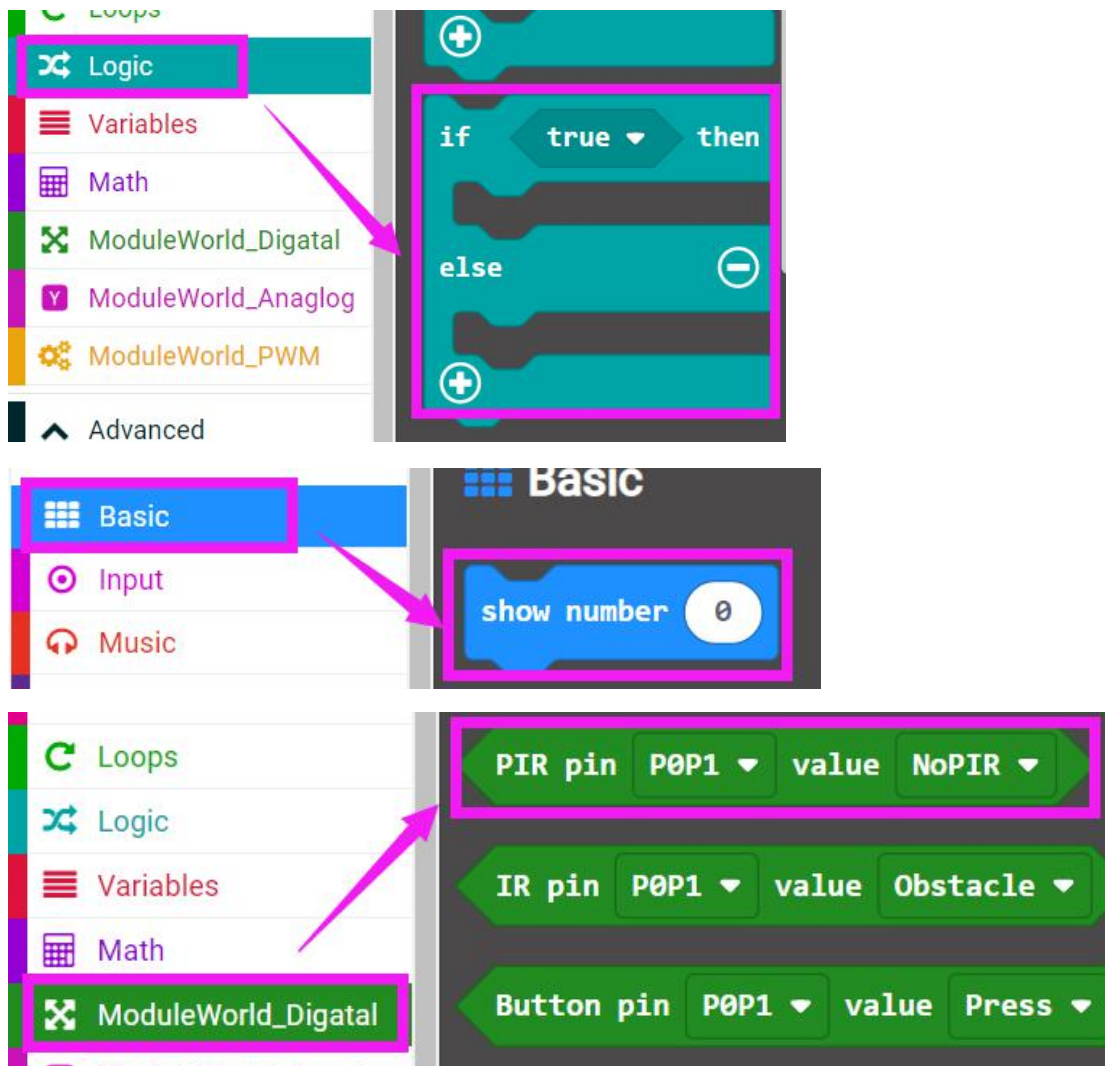 Loops
Logic
Variables
Math
ModuleWorld_Digatal
ModuleWorld_Anaglog
ModuleWorld_PWM
Advanced
if true then
else
Basic
Input
Music
Basic
show number 0
Loops
Logic
Variables
Math
ModuleWorld_Digatal
PIR pin P0P1 value NoPIR
IR pin P0P1 value Obstacle
Button pin P0P1 value Press